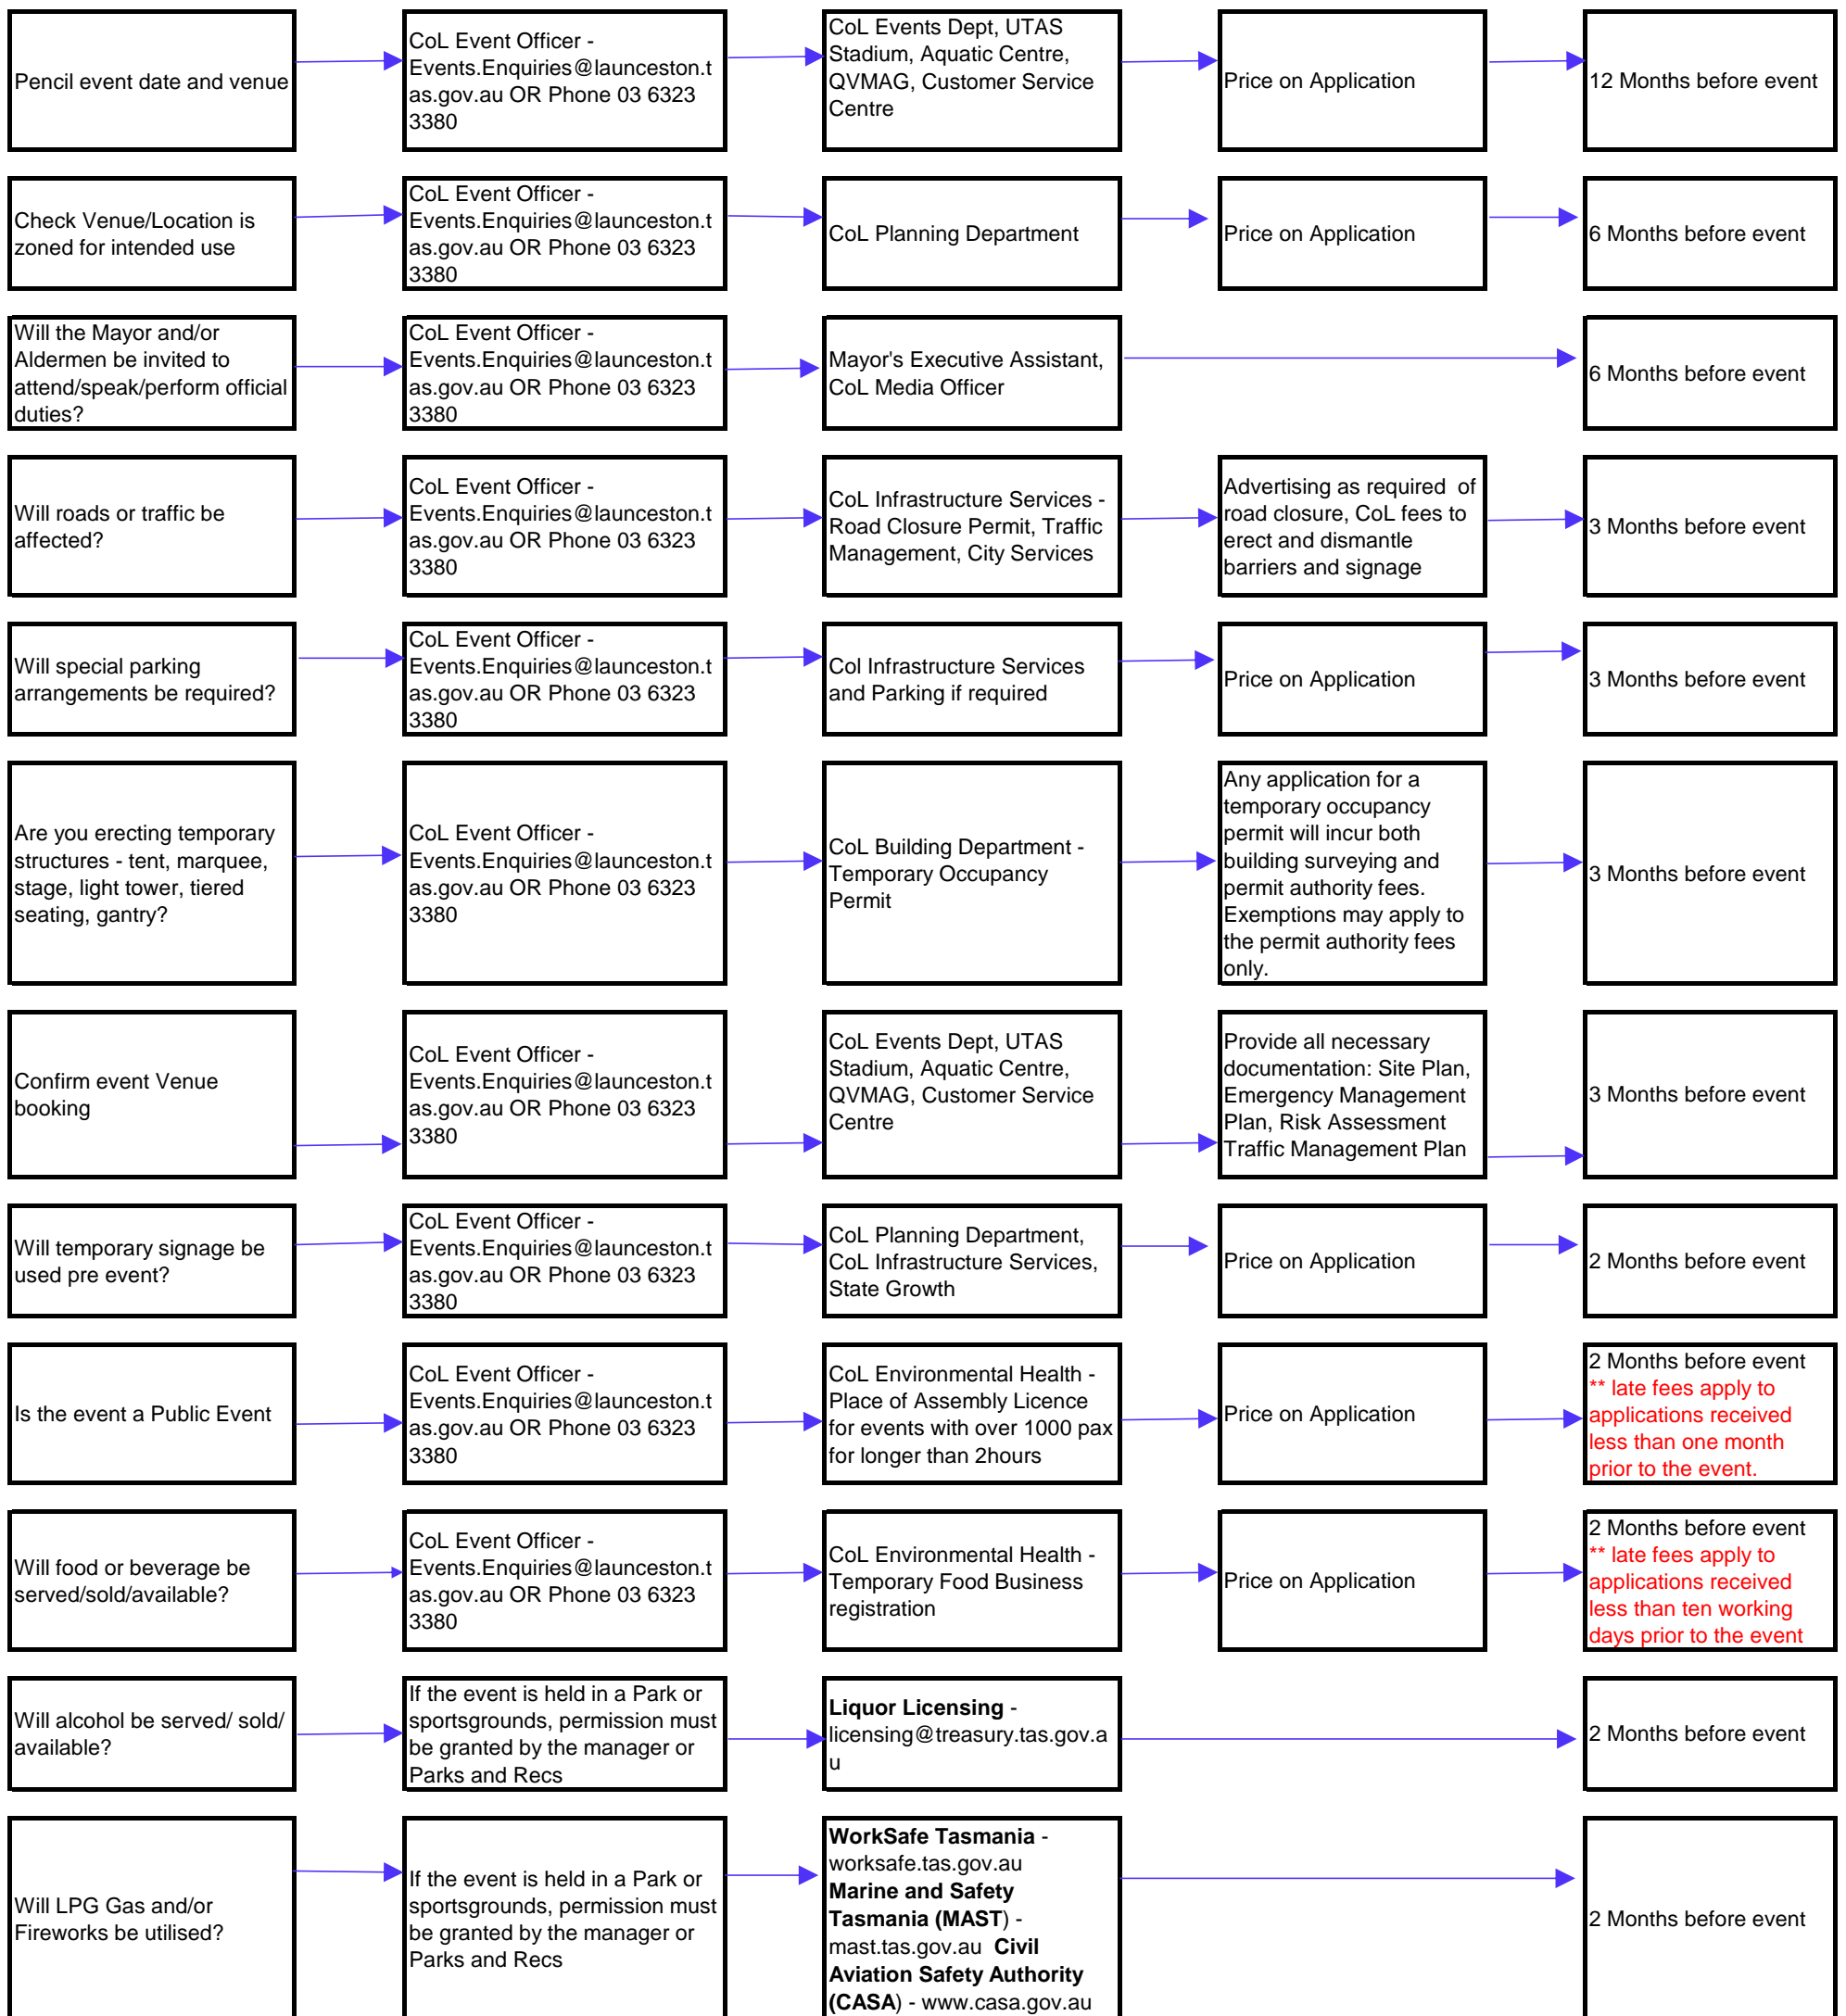 Pencil event date and venue
CoL Event Officer -
Events.Enquiries@launceston.t
as.gov.au OR Phone 03 6323
3380
CoL Events Dept, UTAS
Stadium, Aquatic Centre,
QVMAG, Customer Service
Centre
Price on Application
12 Months before event
Check Venue/Location is
zoned for intended use
CoL Event Officer -
Events.Enquiries@launceston.t
as.gov.au OR Phone 03 6323
3380
CoL Planning Department
Price on Application
6 Months before event
Will the Mayor and/or
Aldermen be invited to
attend/speak/perform official
duties?
CoL Event Officer -
Events.Enquiries@launceston.t
as.gov.au OR Phone 03 6323
3380
Mayor's Executive Assistant,
CoL Media Officer
6 Months before event
Will roads or traffic be
affected?
CoL Event Officer -
Events.Enquiries@launceston.t
as.gov.au OR Phone 03 6323
3380
CoL Infrastructure Services -
Road Closure Permit, Traffic
Management, City Services
Advertising as required  of
road closure, CoL fees to
erect and dismantle
barriers and signage
3 Months before event
Will special parking
arrangements be required?
CoL Event Officer -
Events.Enquiries@launceston.t
as.gov.au OR Phone 03 6323
3380
Col Infrastructure Services
and Parking if required
Price on Application
3 Months before event
Are you erecting temporary
structures - tent, marquee,
stage, light tower, tiered
seating, gantry?
CoL Event Officer -
Events.Enquiries@launceston.t
as.gov.au OR Phone 03 6323
3380
CoL Building Department -
Temporary Occupancy
Permit
Any application for a
temporary occupancy
permit will incur both
building surveying and
permit authority fees.
Exemptions may apply to
the permit authority fees
only.
3 Months before event
Confirm event Venue
booking
CoL Event Officer -
Events.Enquiries@launceston.t
as.gov.au OR Phone 03 6323
3380
CoL Events Dept, UTAS
Stadium, Aquatic Centre,
QVMAG, Customer Service
Centre
Provide all necessary
documentation: Site Plan,
Emergency Management
Plan, Risk Assessment
Traffic Management Plan
3 Months before event
Will temporary signage be
used pre event?
CoL Event Officer -
Events.Enquiries@launceston.t
as.gov.au OR Phone 03 6323
3380
CoL Planning Department,
CoL Infrastructure Services,
State Growth
Price on Application
2 Months before event
Is the event a Public Event
CoL Event Officer -
Events.Enquiries@launceston.t
as.gov.au OR Phone 03 6323
3380
CoL Environmental Health -
Place of Assembly Licence
for events with over 1000 pax
for longer than 2hours
Price on Application
2 Months before event
** late fees apply to
applications received
less than one month
prior to the event.
Will food or beverage be
served/sold/available?
CoL Event Officer -
Events.Enquiries@launceston.t
as.gov.au OR Phone 03 6323
3380
CoL Environmental Health -
Temporary Food Business
registration
Price on Application
2 Months before event
** late fees apply to
applications received
less than ten working
days prior to the event
Will alcohol be served/ sold/
available?
If the event is held in a Park or
sportsgrounds, permission must
be granted by the manager or
Parks and Recs
Liquor Licensing -
licensing@treasury.tas.gov.a
u
2 Months before event
Will LPG Gas and/or
Fireworks be utilised?
If the event is held in a Park or
sportsgrounds, permission must
be granted by the manager or
Parks and Recs
WorkSafe Tasmania -
worksafe.tas.gov.au
Marine and Safety
Tasmania (MAST) -
mast.tas.gov.au  Civil
Aviation Safety Authority
(CASA) - www.casa.gov.au
2 Months before event